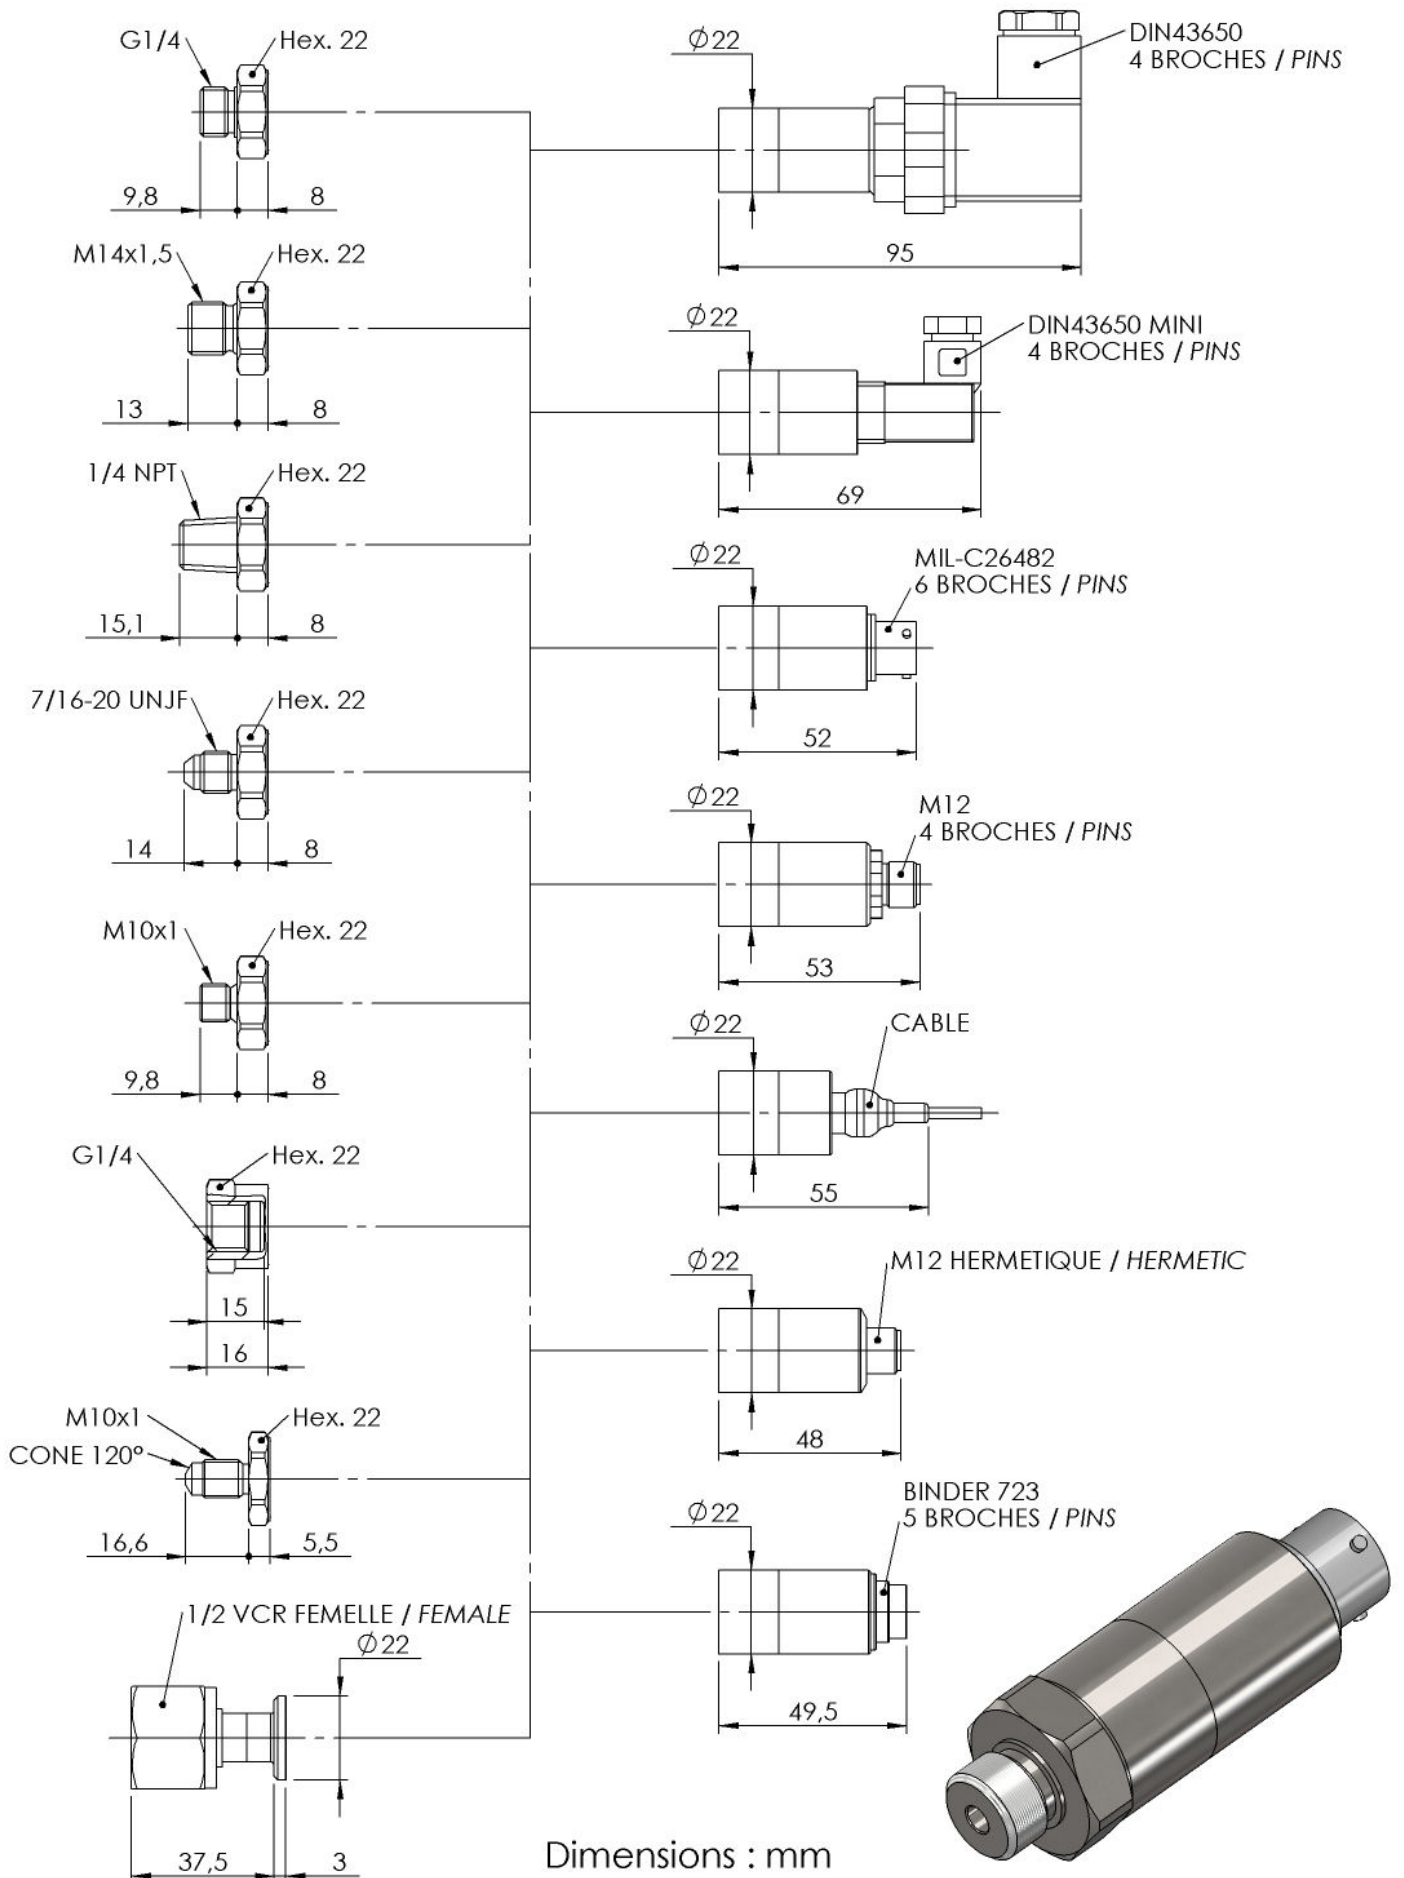 G1/4
Hex. 22
9,8
8
M14x1,5
Hex. 22
13
8
1/4 NPT
Hex. 22
15,1
8
7/16-20 UNJF
Hex. 22
14
8
M10x1
Hex. 22
9,8
8
G1/4
Hex. 22
15
16
M10x1
Hex. 22
CONE 120°
16,6
5,5
1/2 VCR FEMELLE / FEMALE
Ø22
37,5
3
Ø22
DIN43650
4 BROCHES / PINS
95
Ø22
DIN43650 MINI
4 BROCHES / PINS
69
Ø22
MIL-C26482
6 BROCHES / PINS
52
Ø22
M12
4 BROCHES / PINS
53
Ø22
CABLE
55
Ø22
M12 HERMETIQUE / HERMETIC
48
Ø22
BINDER 723
5 BROCHES / PINS
49,5
Dimensions : mm